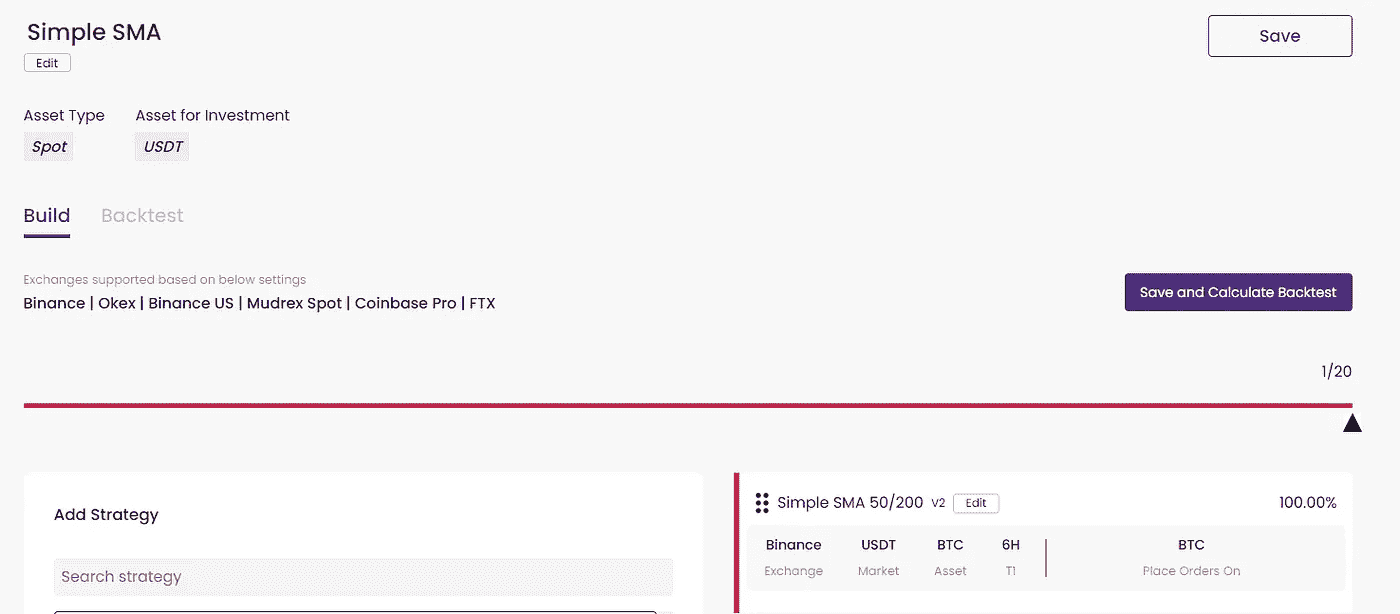 Simple SMA
Save
Edit
Asset Type
Asset for Investment
Spot
USDT
Build
Backtest
Exchanges supported based on below settings
Binance | Okex | Binance US | Mudrex Spot | Coinbase Pro | FTX
Save and Calculate Backtest
1/20
Add Strategy
Search strategy
Simple SMA 50/200 V2 Edit 100.00%
Binance USDT BTC 6H BTC
Exchange Market Asset T1 Place Orders On